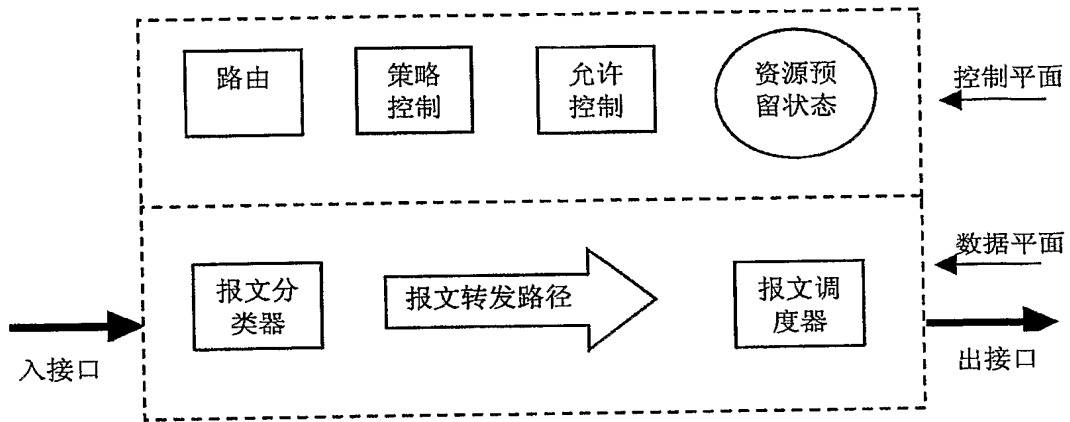 路由
策略
控制
允许
控制
资源预
留状态
控制平面
数据平面
报文分
类器
报文转发路径
报文调
度器
入接口
出接口